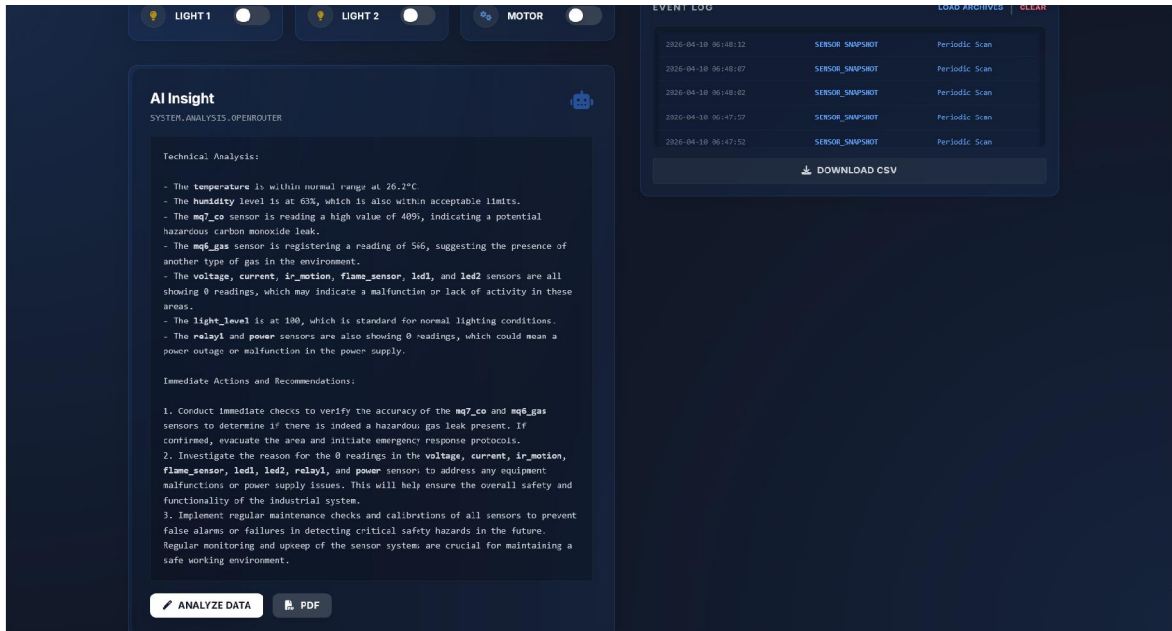 LIGHT 1
LIGHT 2
MOTOR
EVENT LOG
LOAD ARCHIVES
CLEAR
2026-04-10 06:48:12 SENSOR SNAPSHOT Periodic Scan
2026-04-10 06:48:07 SENSOR_SNAPSHOT Periodic Scan
2026-04-10 06:48:02 SENSOR_SNAPSHOT Periodic Scan
2026-04-10 06:47:57 SENSOR_SNAPSHOT Periodic Scan
2026-04-10 06:47:52 SENSOR_SNAPSHOT Periodic Scan
DOWNLOAD CSV
AI Insight
SYSTEM.ANALYSIS.OPENROUTER
Technical Analysis:
- The temperature is within normal range at 26.2°C.
- The humidity level is at 63%, which is also within acceptable limits.
- The mq7_co sensor is reading a high value of 4095, indicating a potential
hazardous carbon monoxide leak.
- The mq6_gas sensor is registering a reading of 566, suggesting the presence of
another type of gas in the environment.
- The voltage, current, ir_motion, flame_sensor, led1, and led2 sensors are all
showing 0 readings, which may indicate a malfunction or lack of activity in these
areas.
- The light_level is at 100, which is standard for normal lighting conditions.
- The relay1 and power sensors are also showing 0 readings, which could mean a
power outage or malfunction in the power supply.
Immediate Actions and Recommendations:
1. Conduct immediate checks to verify the accuracy of the mq7_co and mq6_gas
sensors to determine if there is indeed a hazardous gas leak present. If
confirmed, evacuate the area and initiate emergency response protocols.
2. Investigate the reason for the 0 readings in the voltage, current, ir_motion,
flame_sensor, led1, led2, relay1, and power sensors to address any equipment
malfunctions or power supply issues. This will help ensure the overall safety and
functionality of the industrial system.
3. Implement regular maintenance checks and calibrations of all sensors to prevent
false alarms or failures in detecting critical safety hazards in the future.
Regular monitoring and upkeep of the sensor systems are crucial for maintaining a
safe working environment.
ANALYZE DATA
PDF